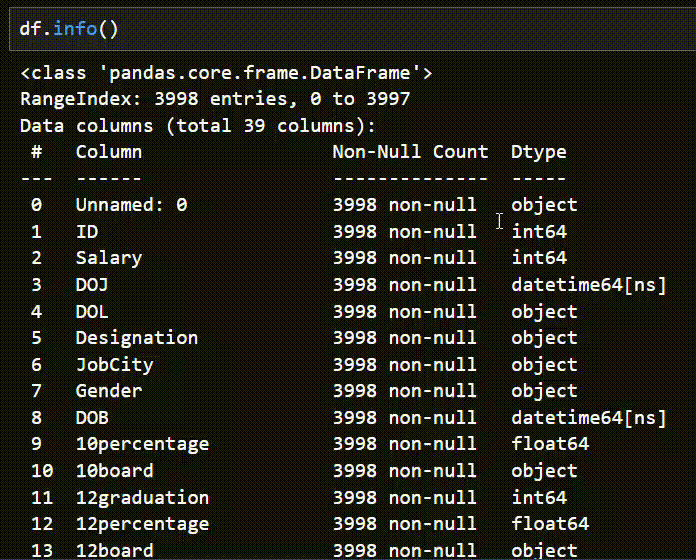 df.info()
<class 'pandas.core.frame.DataFrame'>
RangeIndex: 3998 entries, 0 to 3997
Data columns (total 39 columns):
#   Column   Non-Null Count   Dtype
---   ------   --------------   -----
0   Unnamed: 0   3998 non-null   object
1   ID   3998 non-null   int64
2   Salary   3998 non-null   int64
3   DOJ   3998 non-null   datetime64[ns]
4   DOL   3998 non-null   object
5   Designation   3998 non-null   object
6   JobCity   3998 non-null   object
7   Gender   3998 non-null   object
8   DOB   3998 non-null   datetime64[ns]
9   10percentage   3998 non-null   float64
10   10board   3998 non-null   object
11   12graduation   3998 non-null   int64
12   12percentage   3998 non-null   float64
13   12board   3998 non-null   object